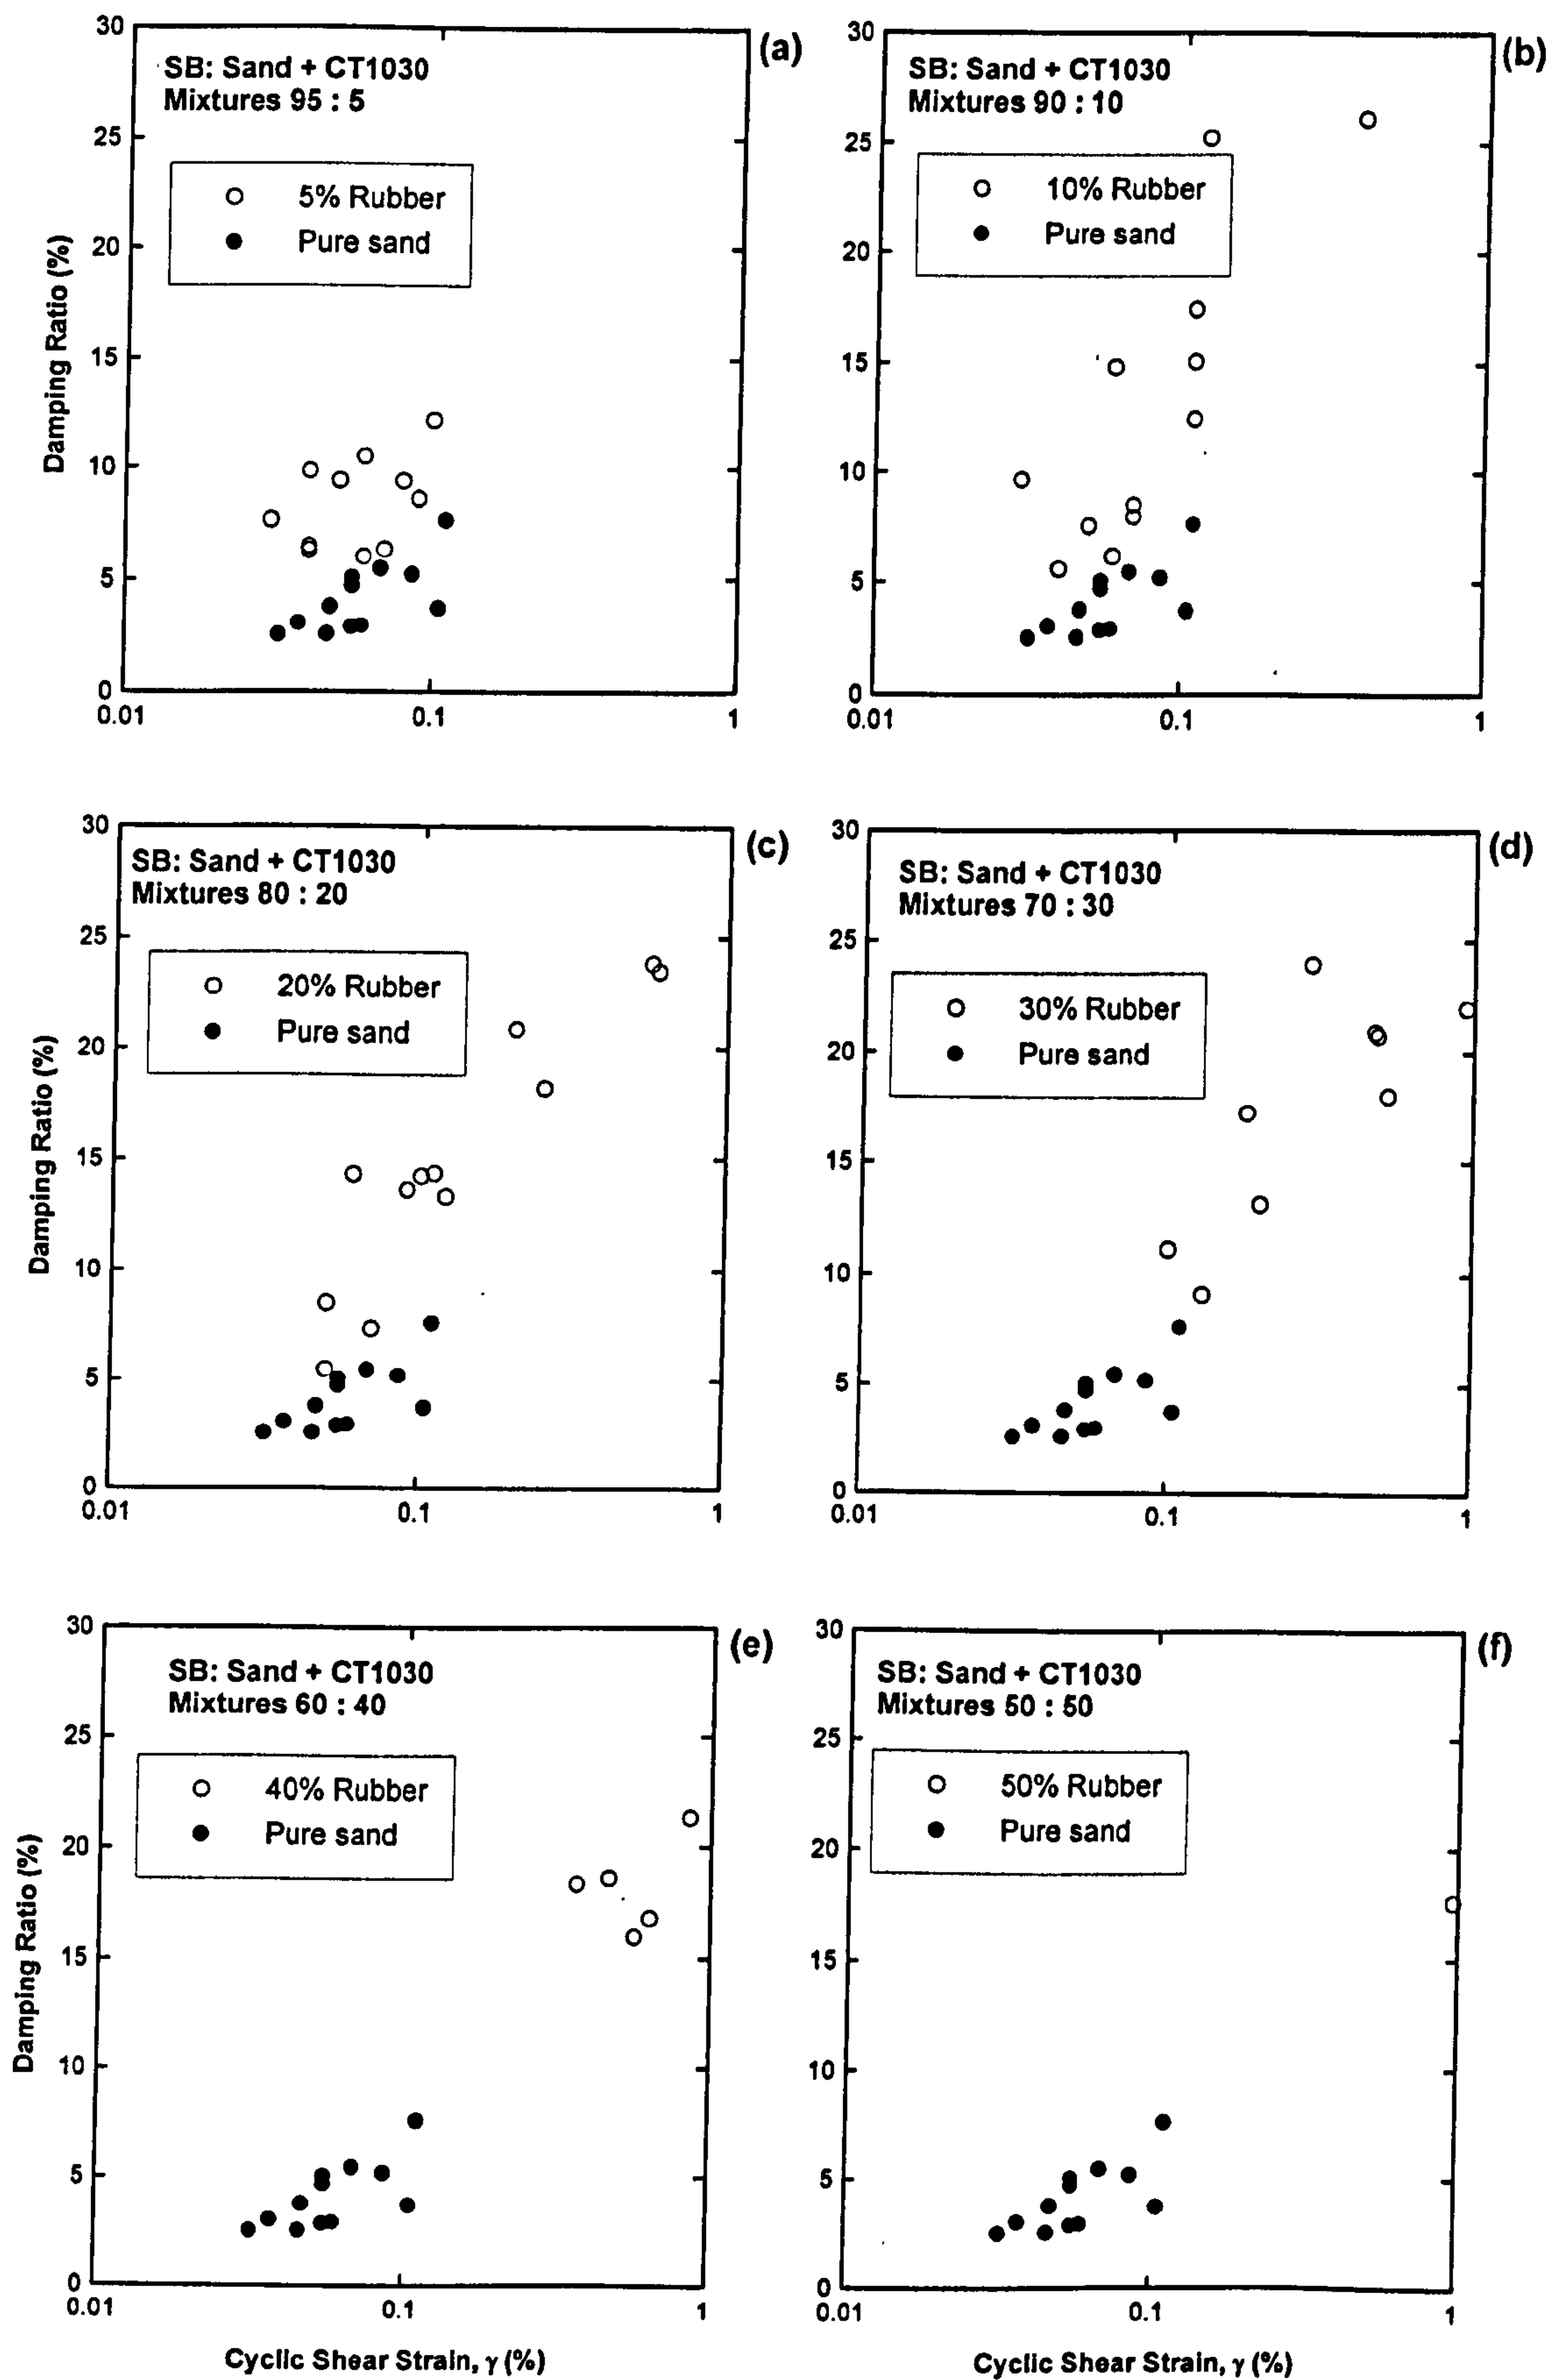 (a)
SB: Sand + CT1030
Mixtures 95 : 5
5% Rubber
Pure sand
Damping Ratio (%)
30
25
20
15
10
5
0
0.01 0.1 1
(b)
SB: Sand + CT1030
Mixtures 90 : 10
10% Rubber
Pure sand
30
25
20
15
10
5
0
0.01 0.1 1
(c)
SB: Sand + CT1030
Mixtures 80 : 20
20% Rubber
Pure sand
Damping Ratio (%)
30
25
20
15
10
5
0
0.01 0.1 1
(d)
SB: Sand + CT1030
Mixtures 70 : 30
30% Rubber
Pure sand
30
25
20
15
10
5
0
0.01 0.1 1
(e)
SB: Sand + CT1030
Mixtures 60 : 40
40% Rubber
Pure sand
Damping Ratio (%)
30
25
20
15
10
5
0
0.01 0.1 1
Cyclic Shear Strain, γ (%)
(f)
SB: Sand + CT1030
Mixtures 50 : 50
50% Rubber
Pure sand
30
25
20
15
10
5
0
0.01 0.1 1
Cyclic Shear Strain, γ (%)